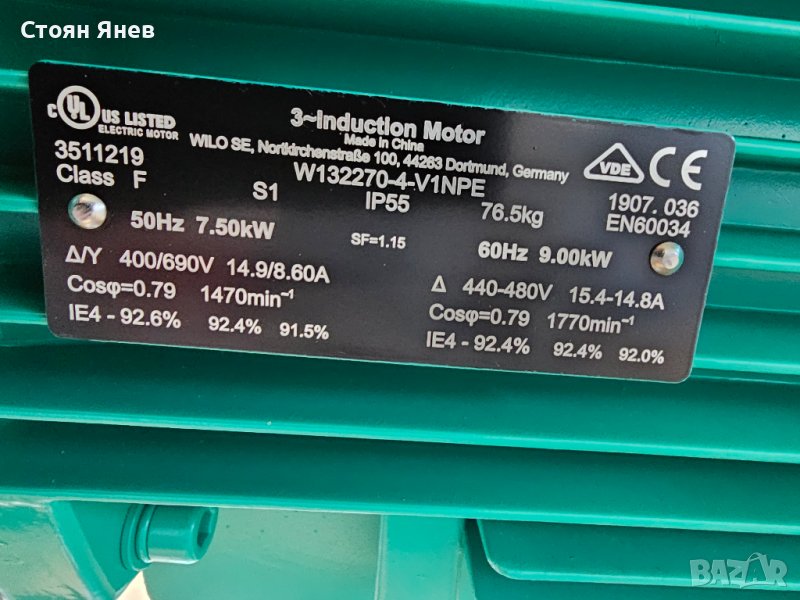 Стоян Янев
c UL US LISTED
ELECTRIC MOTOR
3~Induction Motor
Made in China
WILO SE, Nortkirchenstraße 100, 44263 Dortmund, Germany
VDE CE
3511219
W132270-4-V1NPE
1907. 036
Class F
S1
IP55
76.5kg
EN60034
50Hz 7.50kW
SF=1.15
60Hz 9.00kW
Δ/Y 400/690V 14.9/8.60A
Cosφ=0.79 1470min⁻¹
IE4 - 92.6% 92.4% 91.5%
Δ 440-480V 15.4-14.8A
Cosφ=0.79 1770min⁻¹
IE4 - 92.4% 92.4% 92.0%
BAZAR